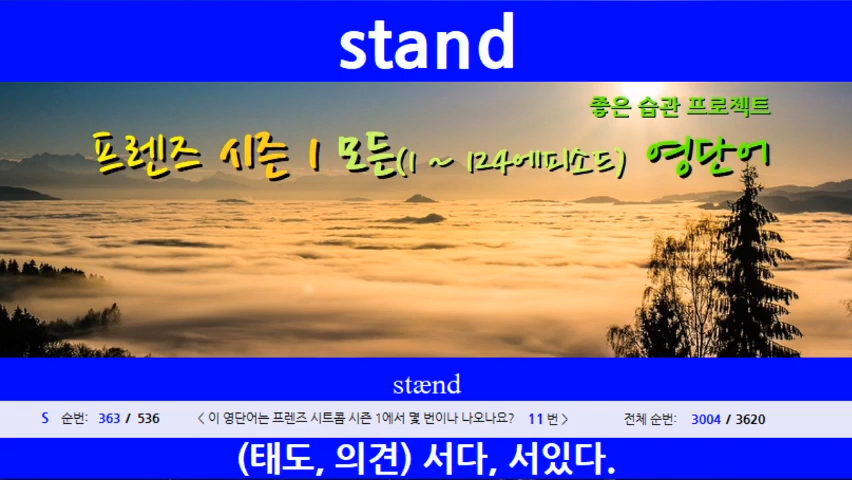 stand
좋은 습관 프로젝트
프렌즈 시즌 1 모든(1 ~ 124에피소드) 영단어
stænd
S 순번: 363 / 536 < 이 영단어는 프렌즈 시트콤 시즌 1에서 몇 번이나 나오나요? 11 번 > 전체 순번: 3004 / 3620
(태도, 의견) 서다, 서있다.